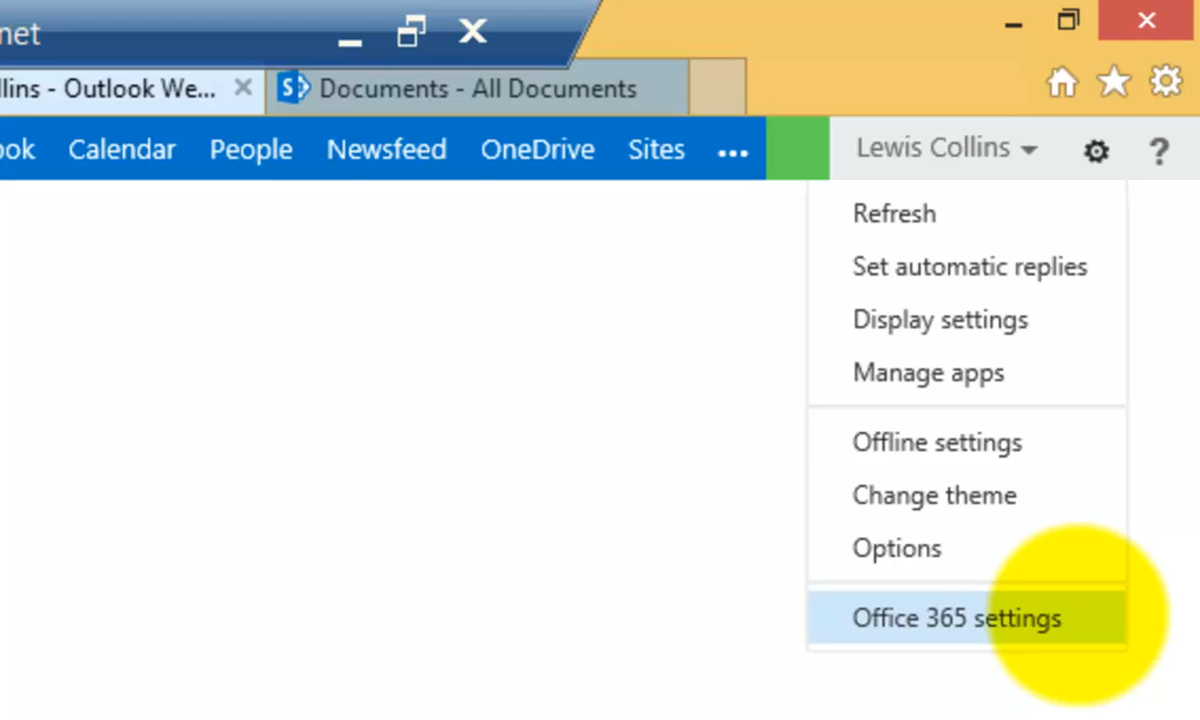 net
llins - Outlook We...
Documents - All Documents
ook Calendar People Newsfeed OneDrive Sites ... Lewis Collins ?
Refresh
Set automatic replies
Display settings
Manage apps
Offline settings
Change theme
Options
Office 365 settings